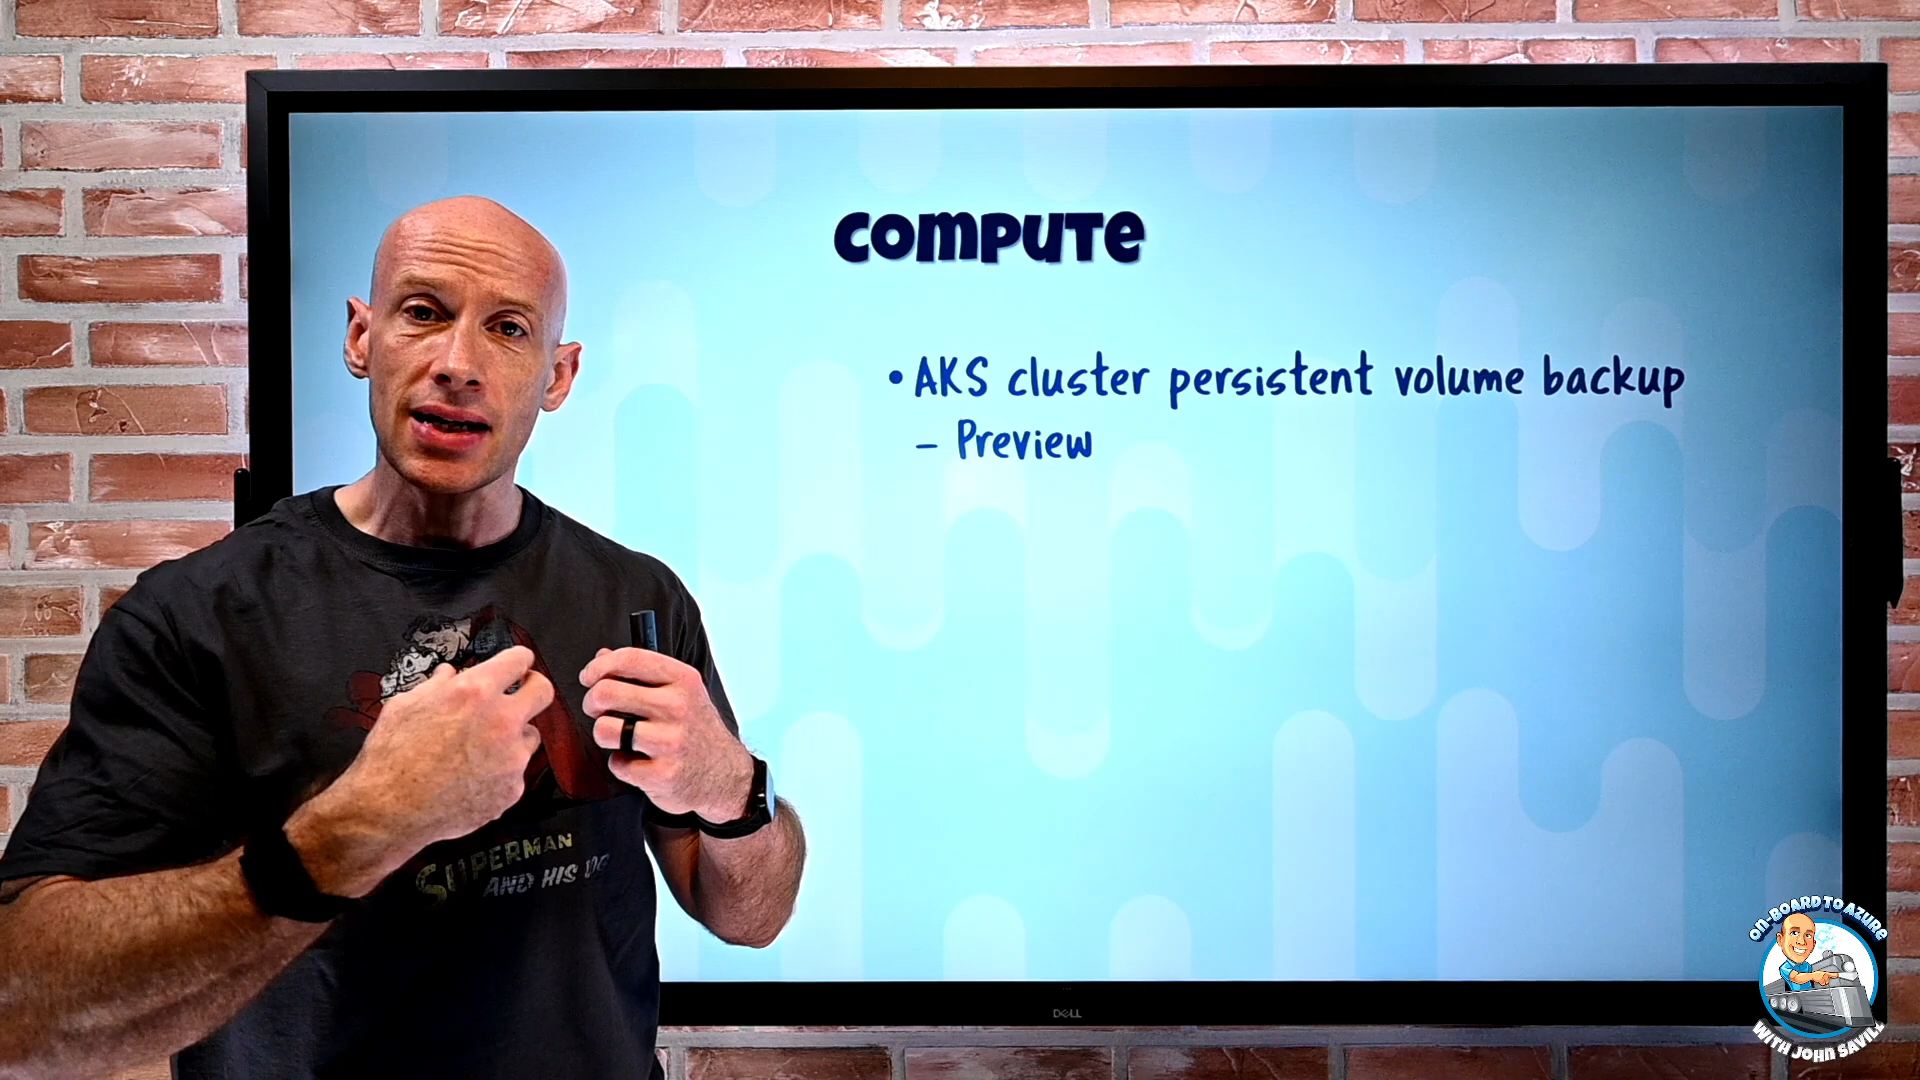 COMPUTE
• AKS cluster persistent volume backup
– Preview
SUPERMAN
AND HIS
DELL
ON-BOARD TO AZURE
WITH JOHN SAVILL